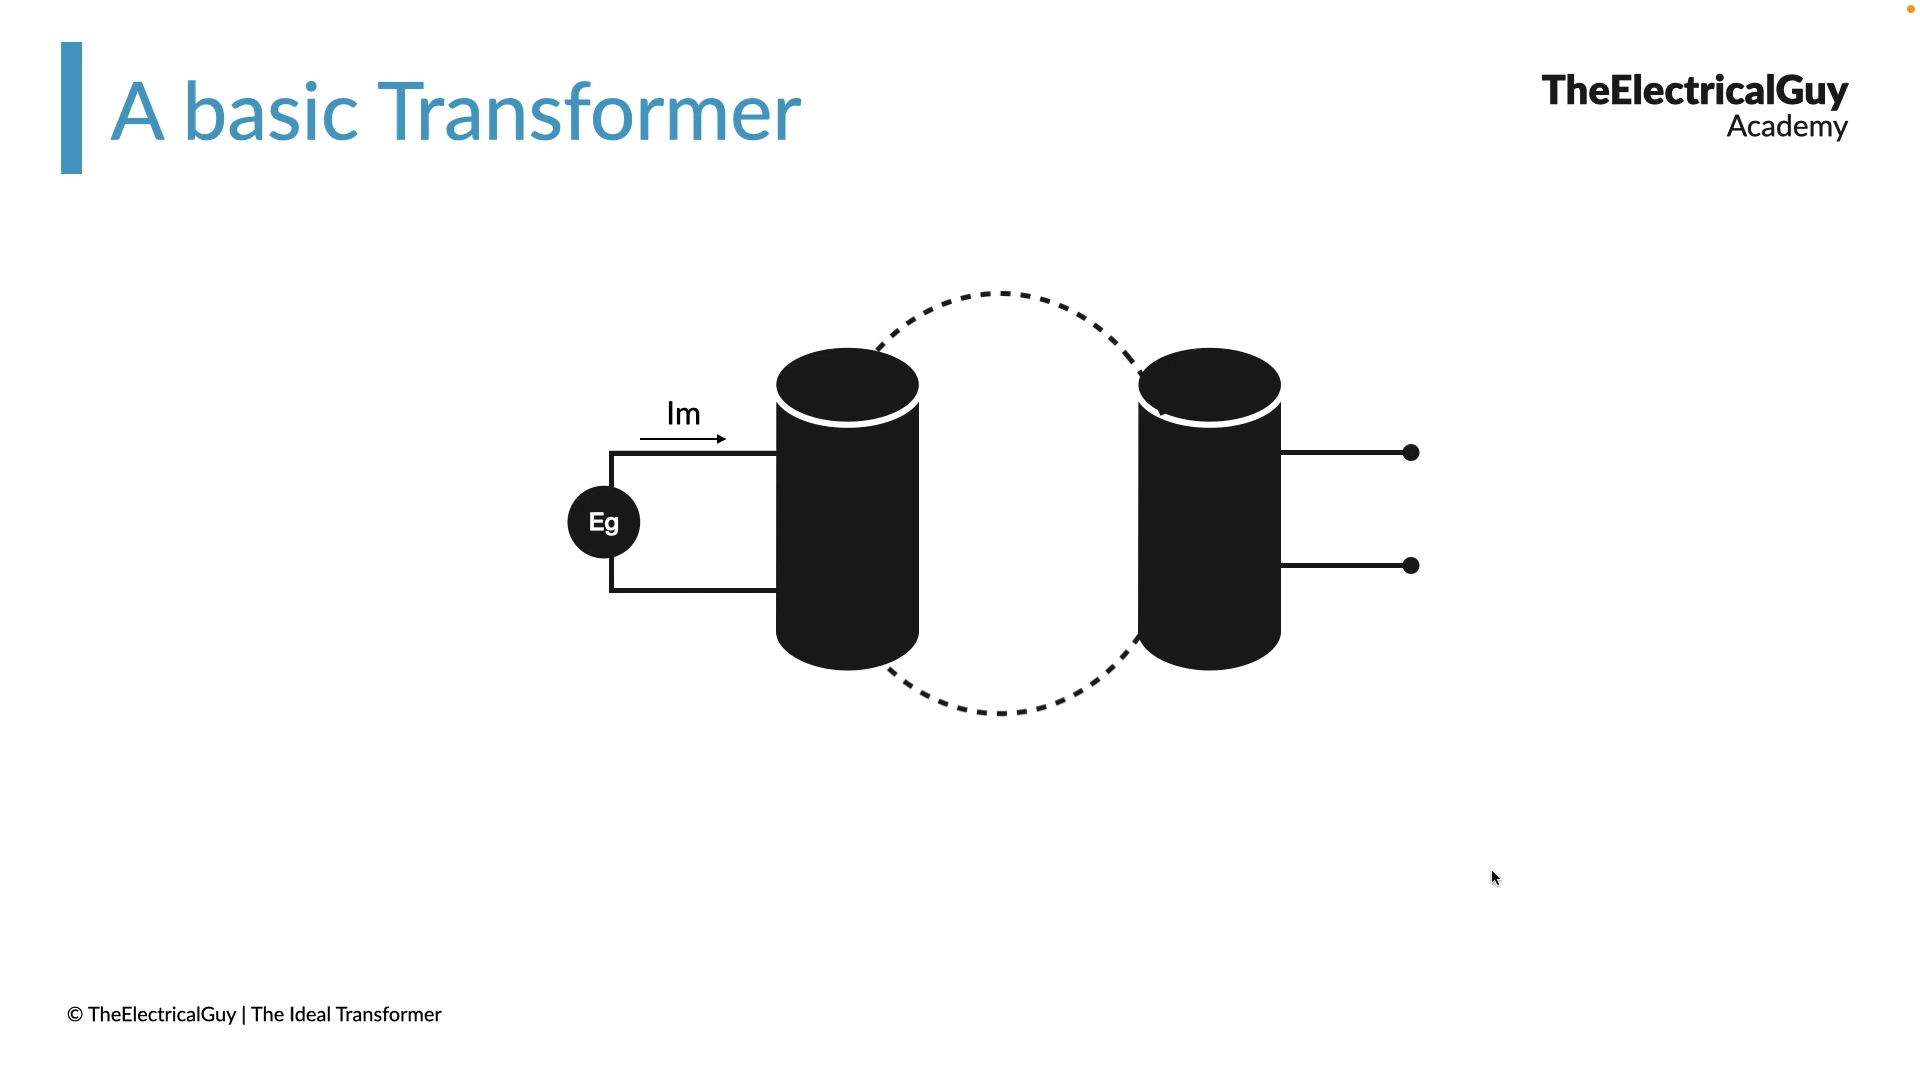 A basic Transformer
TheElectricalGuy
Academy
Im
Eg
© TheElectricalGuy | The Ideal Transformer